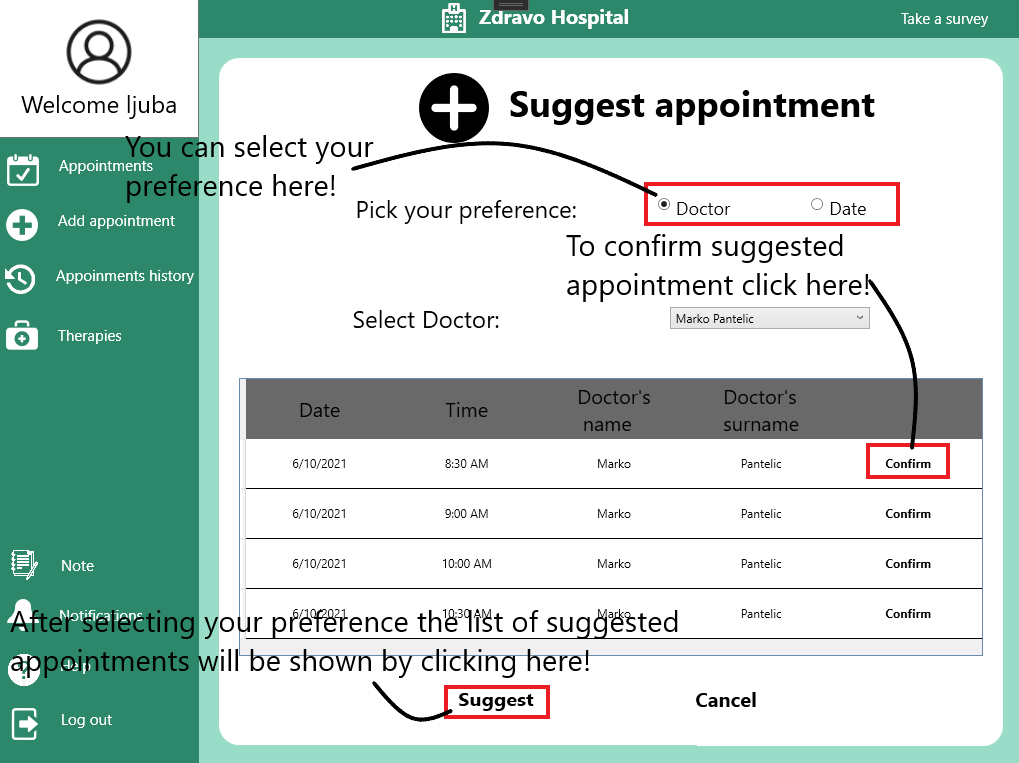 Zdravo Hospital
Take a survey
Welcome ljuba
Suggest appointment
You can select your
preference here!
Appointments
Add appointment
Appoinments history
Therapies
Pick your preference:
Doctor
Date
To confirm suggested
appointment click here!
Select Doctor:
Marko Pantelic
Date Time Doctor's name Doctor's surname
6/10/2021 8:30 AM Marko Pantelic Confirm
6/10/2021 9:00 AM Marko Pantelic Confirm
6/10/2021 10:00 AM Marko Pantelic Confirm
6/10/2021 10:30 AM Marko Pantelic Confirm
Note
Notifications
After selecting your preference the list of suggested
appointments will be shown by clicking here!
Help
Suggest
Cancel
Log out